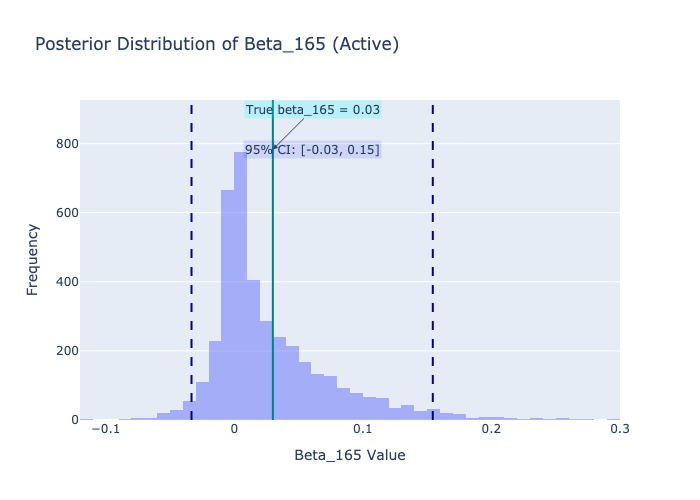 Posterior Distribution of Beta_165 (Active)
True beta_165 = 0.03
95% CI: [-0.03, 0.15]
800
600
400
200
0
Frequency
−0.1
0
0.1
0.2
0.3
Beta_165 Value